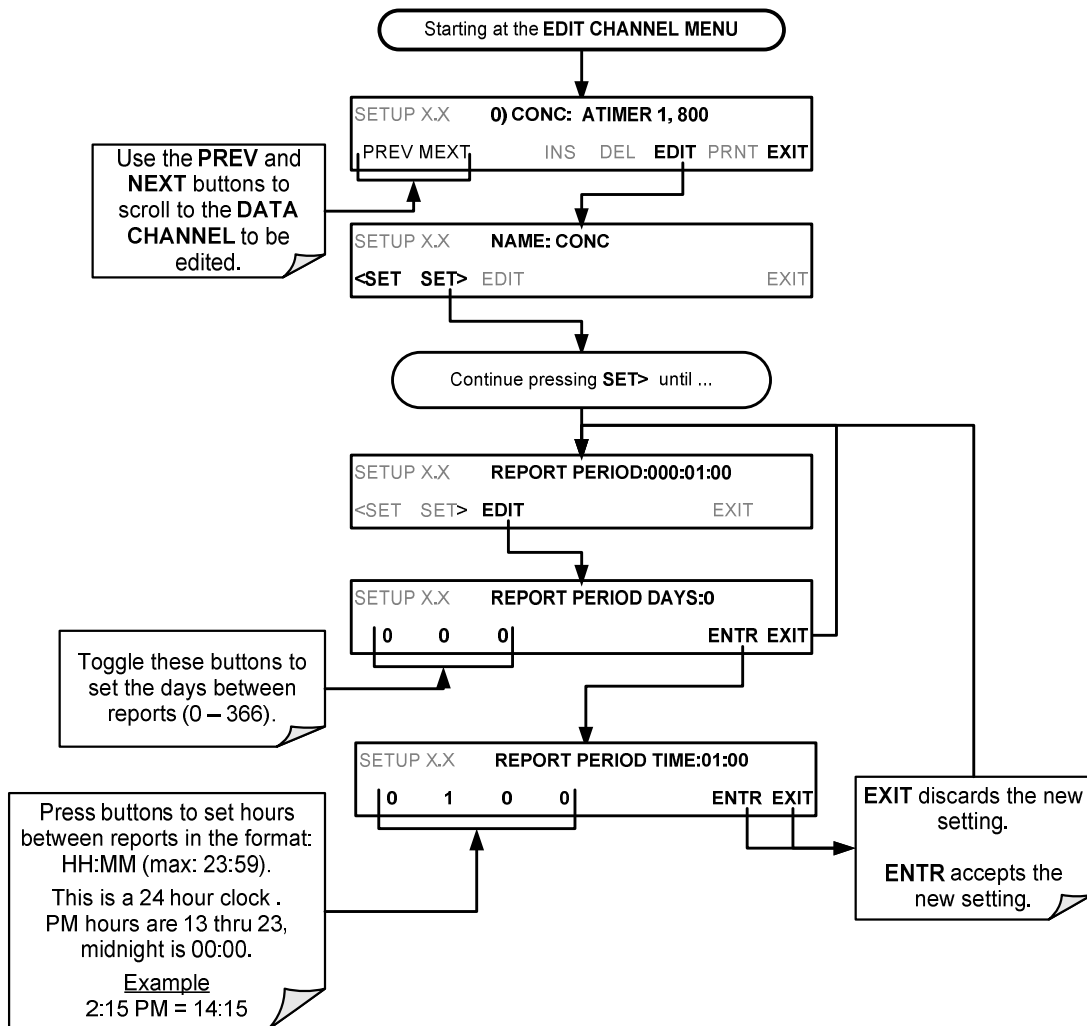 Starting at the EDIT CHANNEL MENU
SETUP X.X 0) CONC: ATIMER 1, 800
PREV MEXT INS DEL EDIT PRNT EXIT
Use the PREV and
NEXT buttons to
scroll to the DATA
CHANNEL to be
edited.
SETUP X.X NAME: CONC
<SET SET> EDIT EXIT
Continue pressing SET> until ...
SETUP X.X REPORT PERIOD:000:01:00
<SET SET> EDIT EXIT
SETUP X.X REPORT PERIOD DAYS:0
0 0 0 ENTR EXIT
Toggle these buttons to
set the days between
reports (0 – 366).
SETUP X.X REPORT PERIOD TIME:01:00
0 1 0 0 ENTR EXIT
Press buttons to set hours
between reports in the format:
HH:MM (max: 23:59).
This is a 24 hour clock .
PM hours are 13 thru 23,
midnight is 00:00.
Example
2:15 PM = 14:15
EXIT discards the new
setting.
ENTR accepts the
new setting.